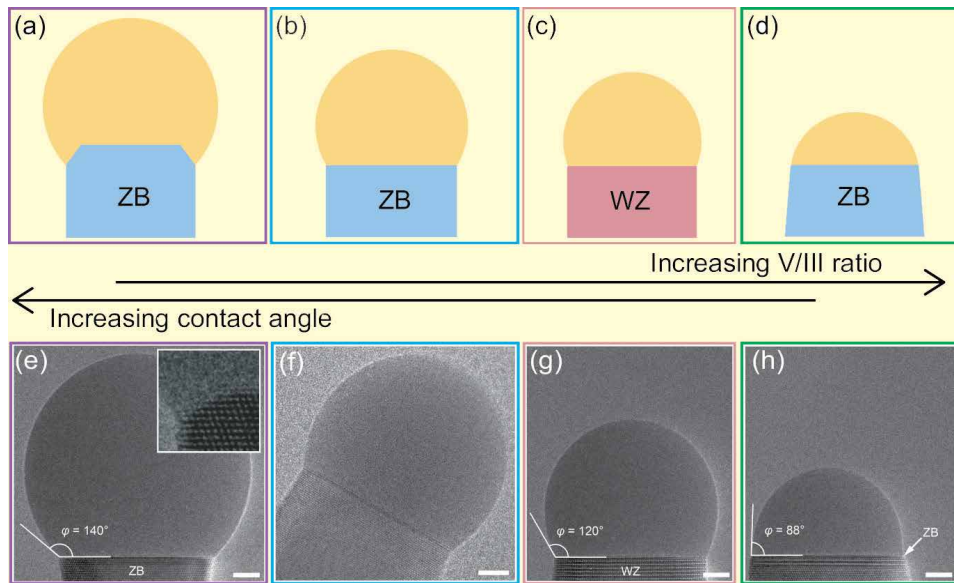 (a)
(b)
(c)
(d)
ZB
ZB
WZ
ZB
Increasing V/III ratio
Increasing contact angle
(e)
(f)
(g)
(h)
φ = 140°
φ = 120°
φ = 88°
ZB
ZB
WZ